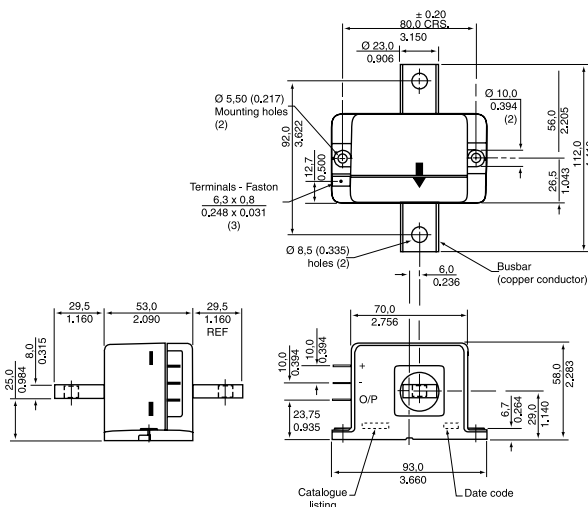 ± 0.20
80,0 CRS.
3.150
Ø 23,0
0.906
Ø 5,50 (0.217)
Mounting holes
(2)
Ø 10,0
0.394
(2)
92,0
3.622
56,0
2.205
112,0
12,7
0.500
26,5
1.043
Terminals - Faston
6,3 x 0,8
0.248 x 0.031
(3)
Ø 8,5 (0.335)
holes (2)
Busbar
(copper conductor)
6,0
0.236
29,5
1.160
53,0
2.090
29,5
1.160
REF
8,0
0.315
25,0
0.984
70,0
2.756
10,0
0.394
10,0
0.394
+
-
O/P
23,75
0.935
58,0
2.283
6,7
0.264
29,0
1.140
93,0
3.660
Catalogue
listing
Date code